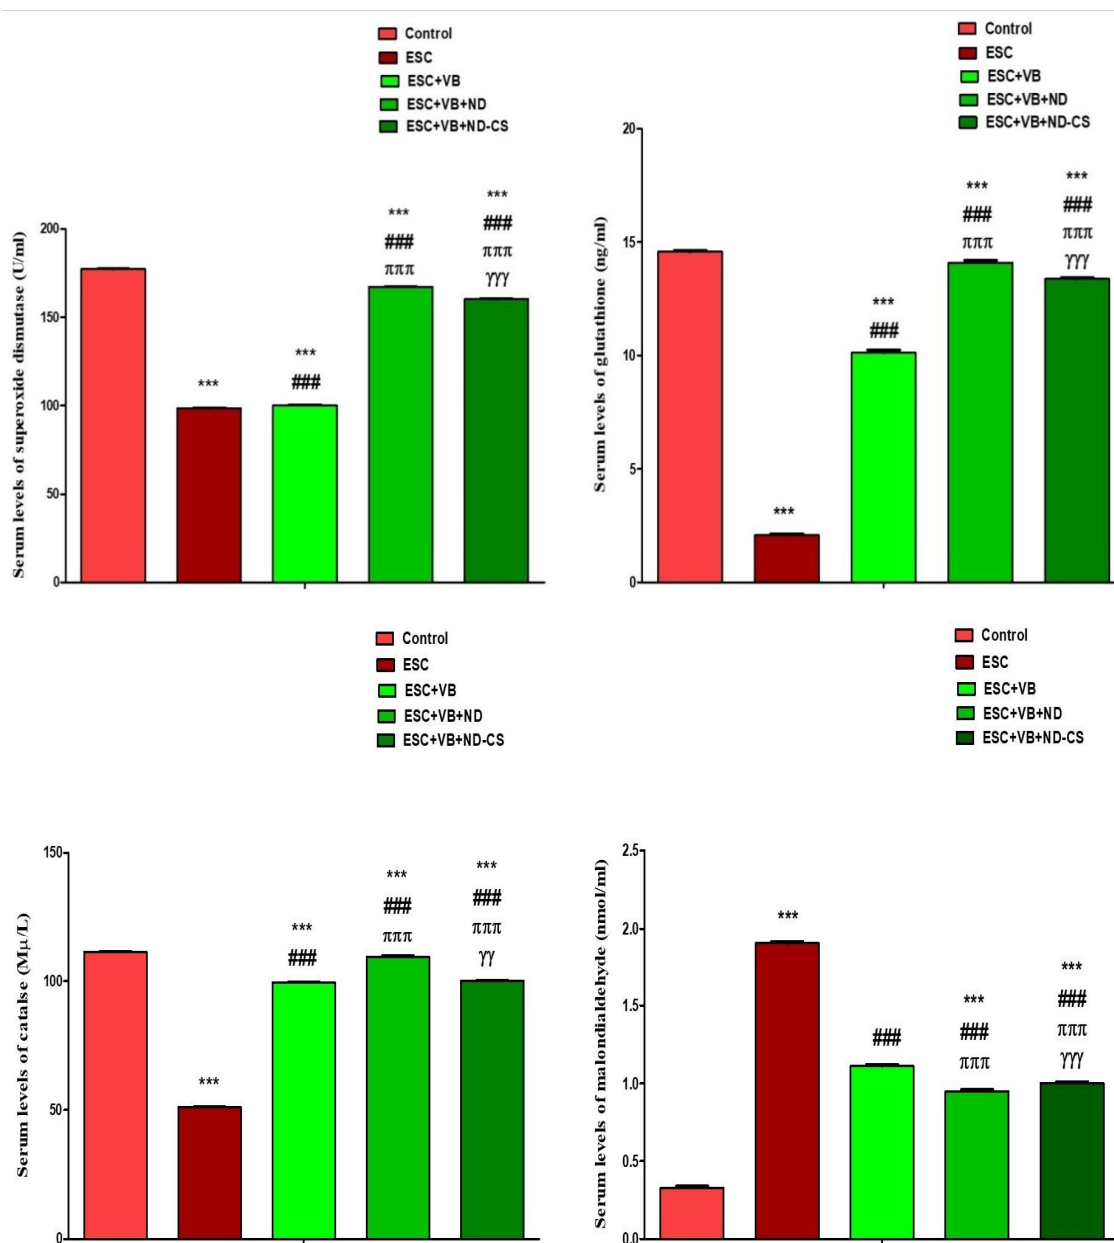 Control
ESC
ESC+VB
ESC+VB+ND
ESC+VB+ND-CS
Serum levels of superoxide dismutase (U/ml)
200
150
100
50
0
***
***
###
***
###
πππ
***
###
πππ
γγγ
Control
ESC
ESC+VB
ESC+VB+ND
ESC+VB+ND-CS
Serum levels of glutathione (ng/ml)
20
15
10
5
0
***
***
###
***
###
πππ
***
###
πππ
γγγ
Control
ESC
ESC+VB
ESC+VB+ND
ESC+VB+ND-CS
Serum levels of catalse (Mμ/L)
150
100
50
0
***
***
###
***
###
πππ
***
###
πππ
γγ
Control
ESC
ESC+VB
ESC+VB+ND
ESC+VB+ND-CS
Serum levels of malondialdehyde (nmol/ml)
2.5
2.0
1.5
1.0
0.5
0.0
***
###
***
###
πππ
***
###
πππ
γγγ